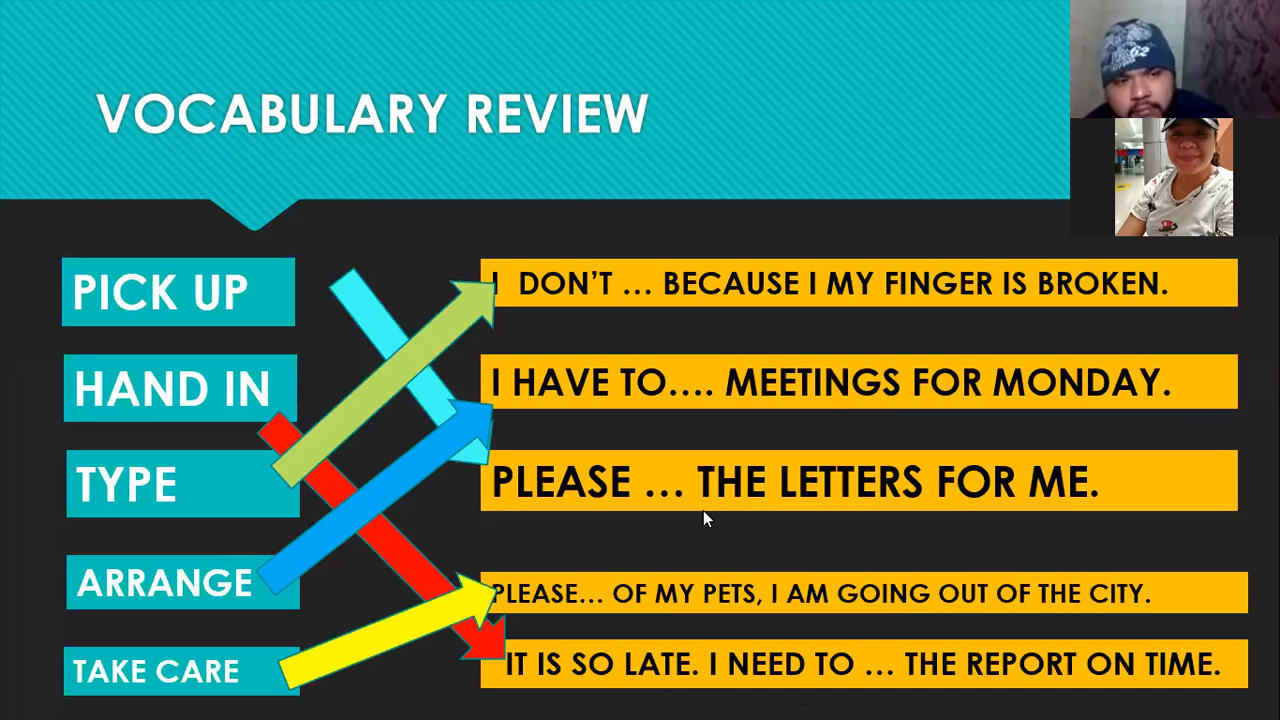 VOCABULARY REVIEW
PICK UP
I DON'T ... BECAUSE I MY FINGER IS BROKEN.
HAND IN
I HAVE TO.... MEETINGS FOR MONDAY.
TYPE
PLEASE ... THE LETTERS FOR ME.
ARRANGE
PLEASE... OF MY PETS, I AM GOING OUT OF THE CITY.
TAKE CARE
IT IS SO LATE. I NEED TO ... THE REPORT ON TIME.